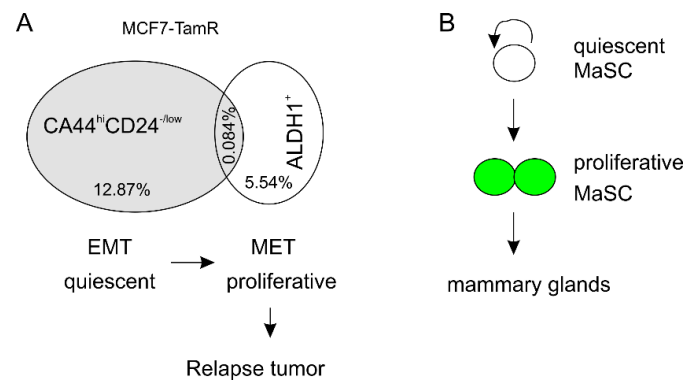 A
MCF7-TamR
CA44hiCD24-/low
12.87%
0.084%
ALDH1+
5.54%
EMT
quiescent
MET
proliferative
Relapse tumor
B
quiescent
MaSC
proliferative
MaSC
mammary glands